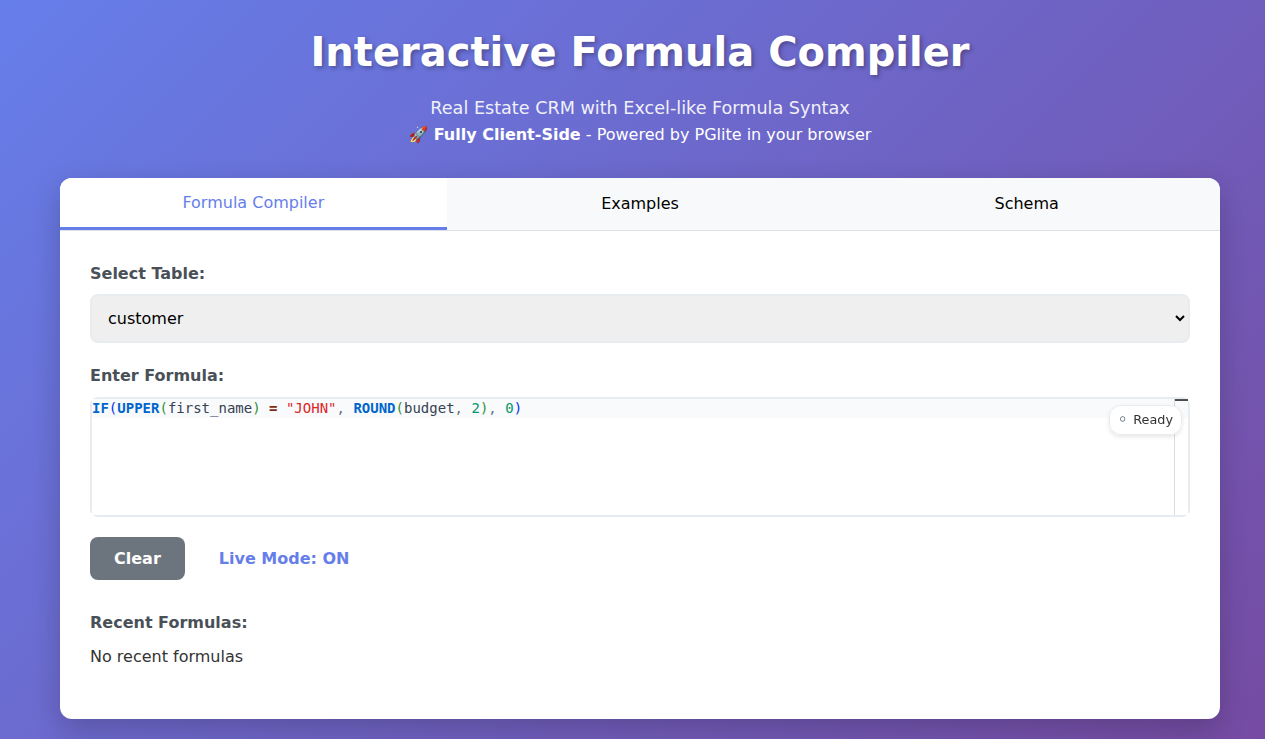 Interactive Formula Compiler
Real Estate CRM with Excel-like Formula Syntax
🚀 Fully Client-Side - Powered by PGlite in your browser
Formula Compiler
Examples
Schema
Select Table:
customer
Enter Formula:
IF(UPPER(first_name) = "JOHN", ROUND(budget, 2), 0)
Ready
Clear
Live Mode: ON
Recent Formulas:
No recent formulas